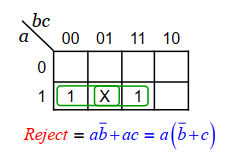 bc
a 00 01 11 10
0
1 1 X 1
Reject = ab̅+ac = a(b̅+c)